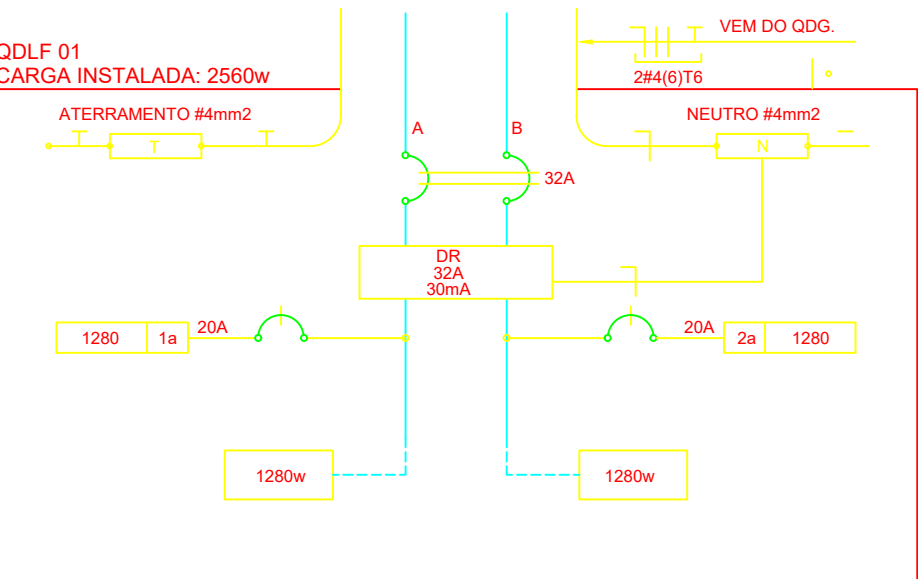 VEM DO QDG.
QDLF 01
CARGA INSTALADA: 2560w
2#4(6)T6
ATERRAMENTO #4mm2
NEUTRO #4mm2
T
A
B
N
32A
DR
32A
30mA
1280
1a
20A
20A
2a
1280
1280w
1280w